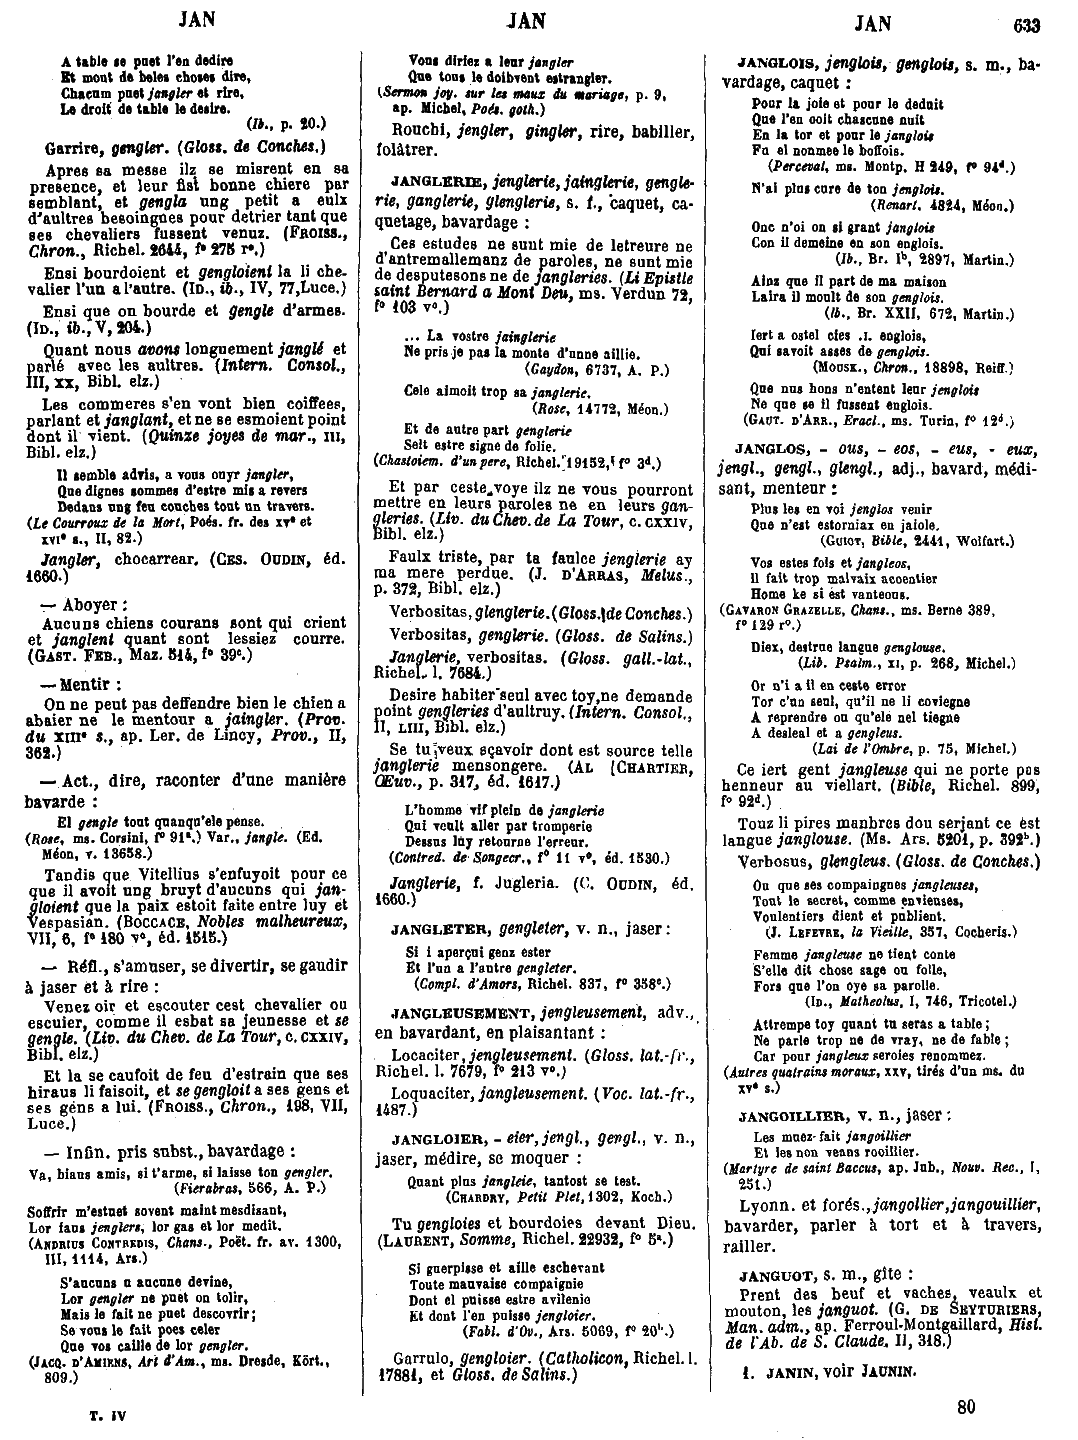 JAN
JAN
JAN
633
A table se puet l'en dedire
Et mont de beles choses dire,
Chacum puet jangler et rire,
Le droit de table le desire.
(Ib., p. 20.)
Garrire, gengler. (Gloss. de Conches.)
Apres sa messe ilz se misrent en sa
presence, et leur fist bonne chiere par
semblant, et gengla ung petit a eulx
d'aultres besoingnes pour detrier tant que
ses chevaliers fussent venuz. (FROISS.,
Chron., Richel. 2644, f° 275 r°.)
Ensi bourdoient et gengloient la li che-
valier l'un a l'autre. (ID., ib., IV, 77, Luce.)
Ensi que on bourde et gengle d'armes.
(ID., ib., V, 204.)
Quant nous avons longuement janglé et
parlé avec les aultres. (Intern. Consol.,
III, XX, Bibl. elz.)
Les commeres s'en vont bien coiffees,
parlant et janglant, et ne se esmoient point
dont il vient. (Quinze joyes de mar., III,
Bibl. elz.)
Il semble advis, a vous ouyr jangler,
Que dignes sommes d'estre mis a revers
Dedans ung feu couches tout un travers.
(Le Courroux de la Mort, Poés. fr. des XV° et
XVI° s., II, 82.)
Jangler, chocarrear. (CES. OUDIN, éd.
1660.)
— Aboyer :
Aucuns chiens courans sont qui crient
et janglent quant sont lessiez courre.
(GAST. FEB., Maz. 514, f° 39c.)
— Mentir :
On ne peut pas deffendre bien le chien a
abaier ne le mentour a jaingler. (Prov.
du XIII° s., ap. Ler. de Lincy, Prov., II,
362.)
— Act., dire, raconter d'une manière
bavarde :
El gengle tout quanqu'ele pense.
(Rose, ms. Corsini, f° 91a.) Var., jangle. (Ed.
Méon, v. 13658.)
Tandis que Vitellius s'enfuyoit pour ce
que il avoit ung bruyt d'aucuns qui jan-
gloient que la paix estoit faite entre luy et
Vespasian. (BOCCACE, Nobles malheureux,
VII, 6, f° 180 v°, éd. 1515.)
— Réfl., s'amuser, se divertir, se gaudir
à jaser et à rire :
Venez oir et escouter cest chevalier ou
escuier, comme il esbat sa jeunesse et se
gengle. (Liv. du Chev. de La Tour, c. CXXIV,
Bibl. elz.)
Et la se caufoit de feu d'estrain que ses
hiraus li faisoit, et se gengloit a ses gens et
ses géns a lui. (FROISS., Chron., 198, VII,
Luce.)
— Infin. pris subst., bavardage :
Va, biaus amis, si t'arme, si laisse ton gengler.
(Fierabras, 566, A. P.)
Soffrir m'estuet sovent maint mesdisant,
Lor faus jenglers, lor gas et lor medit.
(ANDRIUS CONTREDIS, Chans., Poët. fr. av. 1300,
III, 1114, Ars.)
S'aucuns u aucune devine,
Lor gengler ne puet on tolir,
Mais le fait ne puet descovrir ;
Se vous le fait poes celer
Que vos caille de lor gengler.
(JACQ. D'AMIENS, Art d'Am., ms. Dresde, Kört.,
809.)
T. IV
Vous diriez a leur jangler
Que tous le doibvent estrangler.
(Sermon joy. sur les maux du mariage, p. 9,
ap. Michel, Poés. goth.)
Rouchi, jengler, gingler, rire, babiller,
folâtrer.
JANGLERIE, jenglerie, jainglerie, gengle-
rie, ganglerie, glenglerie, s. f., caquet, ca-
quetage, bavardage :
Ces estudes ne sunt mie de letreure ne
d'antremallemanz de paroles, ne sunt mie
de desputesons ne de jangleries. (Li Epistle
saint Bernard a Mont Deu, ms. Verdun 72,
f° 103 v°.)
... La vostre jainglerie
Ne pris je pas la monte d'unne aillie.
(Gaydon, 6737, A. P.)
Cele aimoit trop sa janglerie.
(Rose, 14772, Méon.)
Et de autre part genglerie
Selt estre signe de folie.
(Chastoiem. d'un pere, Richel. 19152, f° 3d.)
Et par ceste voye ilz ne vous pourront
mettre en leurs paroles ne en leurs gan-
gleries. (Liv. du Chev. de La Tour, c. CXXIV,
Bibl. elz.)
Faulx triste, par ta faulce jenglerie ay
ma mere perdue. (J. D'ARRAS, Melus.,
p. 372, Bibl. elz.)
Verbositas, glenglerie. (Gloss. de Conches.)
Verbositas, genglerie. (Gloss. de Salins.)
Janglerie, verbositas. (Gloss. gall.-lat.,
Richel. l. 7684.)
Desire habiter seul avec toy, ne demande
point gengleries d'aultruy. (Intern. Consol.,
II, LIII, Bibl. elz.)
Se tu veux sçavoir dont est source telle
janglerie mensongere. (AL. CHARTIER,
Œuv., p. 317, éd. 1617.)
L'homme vif plein de janglerie
Qui veult aller par tromperie
Dessus luy retourne l'erreur.
(Contred. de Songecr., f° 11 v°, éd. 1530.)
Janglerie, f. Jugleria. (C. OUDIN, éd.
1660.)
JANGLETER, gengleter, v. n., jaser :
Si i aperçui genz ester
Et l'un a l'autre gengleter.
(Compl. d'Amors, Richel. 837, f° 358c.)
JANGLEUSEMENT, jengleusement, adv.,
en bavardant, en plaisantant :
Locaciter, jengleusement. (Gloss. lat.-fr.,
Richel. l. 7679, f° 213 v°.)
Loquaciter, jangleusement. (Voc. lat.-fr.,
1487.)
JANGLOIER, - eier, jengl., gengl., v. n.,
jaser, médire, se moquer :
Quant plus jangleie, tantost se test.
(CHARDRY, Petit Plet, 1302, Koch.)
Tu gengloies et bourdoies devant Dieu.
(LAURENT, Somme, Richel. 22932, f° 5a.)
Si guerpisse et aille eschevant
Toute mauvaise compaignie
Dont el puisse estre avilenie
Et dont l'en puisse jengloier.
(Fabl. d'Ov., Ars. 5069, f° 20b.)
Garrulo, gengloier. (Catholicon, Richel. l.
17881, et Gloss. de Salins.)
JANGLOIS, jenglois, genglois, s. m., ba-
vardage, caquet :
Pour la joie et pour le deduit
Que l'en ooit chascune nuit
En la tor et pour le janglois
Fu el nonmee le boffois.
(Perceval, ms. Montp. H 249, f° 94d.)
N'ai plus cure de ton jenglois.
(Renart. 4824, Méon.)
Onc n'oi on si grant janglois
Con il demeine en son englois.
(Ib., Br. Ib, 2897, Martin.)
Ainz que il part de ma maison
Laira il moult de son genglois.
(Ib., Br. XXII, 672, Martin.)
Iert a ostel cies .I. englois,
Qui savoit asses de genglois.
(MOUSK., Chron., 18898, Reiff.)
Que nus hons n'entent leur jenglois
Ne que se il fussent englois.
(GAUT. D'ARR., Eracl., ms. Turin, f° 12d.)
JANGLOS, - ous, - eos, - eus, - eux,
jengl., gengl., glengl., adj., bavard, médi-
sant, menteur :
Plus les en voi jenglos venir
Que n'est estorniax en jaiole.
(GUIOT, Bible, 2441, Wolfart.)
Vos estes fols et jangleos,
Il fait trop malvaix acoentier
Home ke si est vanteous.
(GAVARON GRAZELLE, Chans., ms. Berne 389,
f° 129 r°.)
Diex, destrue langue genglouse.
(Lib. Psalm., XI, p. 268, Michel.)
Or n'i a il en ceste error
Tor c'un seul, qu'il ne li coviegne
A reprendre ou qu'ele nel tiegne
A desleal et a gengleus.
(Lai de l'Ombre, p. 75, Michel.)
Ce iert gent jangleuse qui ne porte pas
henneur au viellart. (Bible, Richel. 899,
f° 92d.)
Touz li pires manbres dou serjant ce est
langue janglouse. (Ms. Ars. 5201, p. 392b.)
Verbosus, glengleus. (Gloss. de Conches.)
Ou que ses compaingnes jangleuses,
Tout le secret, comme envieuses,
Voulentiers dient et publient.
(J. LEFEVRE, la Vieille, 357, Cocheris.)
Femme jangleuse ne tient conte
S'elle dit chose sage ou folle,
Fors que l'on oye sa parolle.
(ID., Matheolus, I, 746, Tricotel.)
Attrempe toy quant tu seras a table ;
Ne parle trop ne de vray, ne de fable ;
Car pour jangleux seroies renommez.
(Autres quatrains moraux, XXV, tirés d'un ms. du
XV° s.)
JANGOILLIER, v. n., jaser :
Les muez fait jangoillier
Et les non veans rooillier.
(Martyre de saint Baccus, ap. Jub., Nouv. Rec., I,
251.)
Lyonn. et forés., jangollier, jangouillier,
bavarder, parler à tort et à travers,
railler.
JANGUOT, s. m., gîte :
Prent des beuf et vaches, veaulx et
mouton, les janguot. (G. DE SEYTURIERS,
Man. adm., ap. Ferroul-Montgaillard, Hist.
de l'Ab. de S. Claude, II, 318.)
1. JANIN, voir JAUNIN.
80